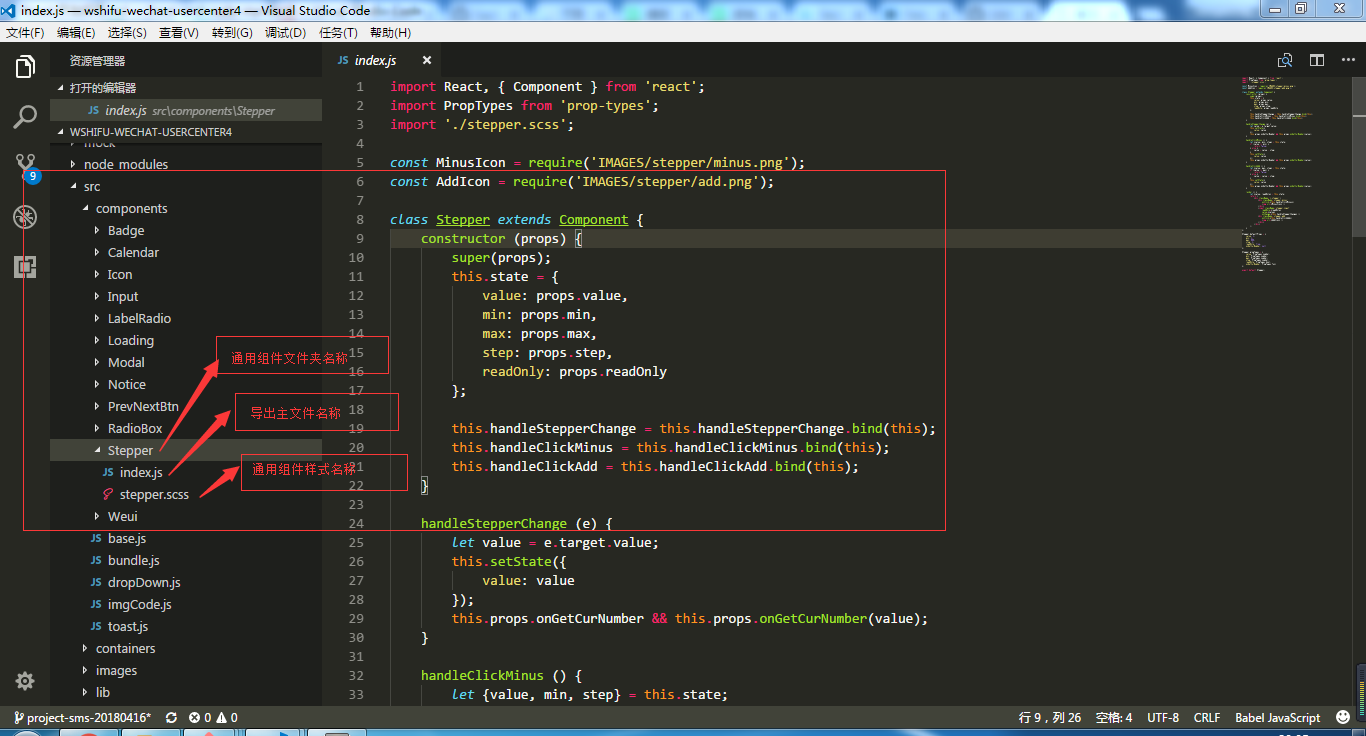 index.js — wshifu-wechat-usercenter4 — Visual Studio Code
文件(F) 编辑(E) 选择(S) 查看(V) 转到(G) 调试(D) 任务(T) 帮助(H)
资源管理器
打开的编辑器
JS index.js src\components\Stepper
WSHIFU-WECHAT-USERCENTER4
mock
node_modules
9
src
components
Badge
Calendar
Icon
Input
LabelRadio
Loading
Modal
Notice
PrevNextBtn
RadioBox
Stepper
JS index.js
stepper.scss
Weui
JS base.js
JS bundle.js
JS dropDown.js
JS imgCode.js
JS toast.js
containers
images
lib
通用组件文件夹名称
导出主文件名称
通用组件样式名称
JS index.js
1 import React, { Component } from 'react';
2 import PropTypes from 'prop-types';
3 import './stepper.scss';
4
5 const MinusIcon = require('IMAGES/stepper/minus.png');
6 const AddIcon = require('IMAGES/stepper/add.png');
7
8 class Stepper extends Component {
9 constructor (props) {
10 super(props);
11 this.state = {
12 value: props.value,
13 min: props.min,
14 max: props.max,
15 step: props.step,
16 readOnly: props.readOnly
17 };
18
19 this.handleStepperChange = this.handleStepperChange.bind(this);
20 this.handleClickMinus = this.handleClickMinus.bind(this);
21 this.handleClickAdd = this.handleClickAdd.bind(this);
22 }
23
24 handleStepperChange (e) {
25 let value = e.target.value;
26 this.setState({
27 value: value
28 });
29 this.props.onGetCurNumber && this.props.onGetCurNumber(value);
30 }
31
32 handleClickMinus () {
33 let {value, min, step} = this.state;
project-sms-20180416* 0 0 行 9，列 26 空格: 4 UTF-8 CRLF Babel JavaScript